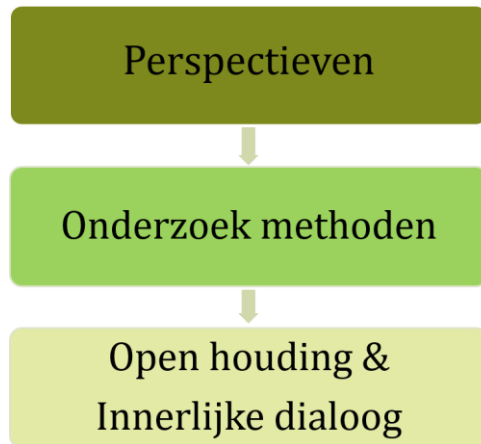 Perspectieven
Onderzoek methoden
Open houding &
Innerlijke dialoog